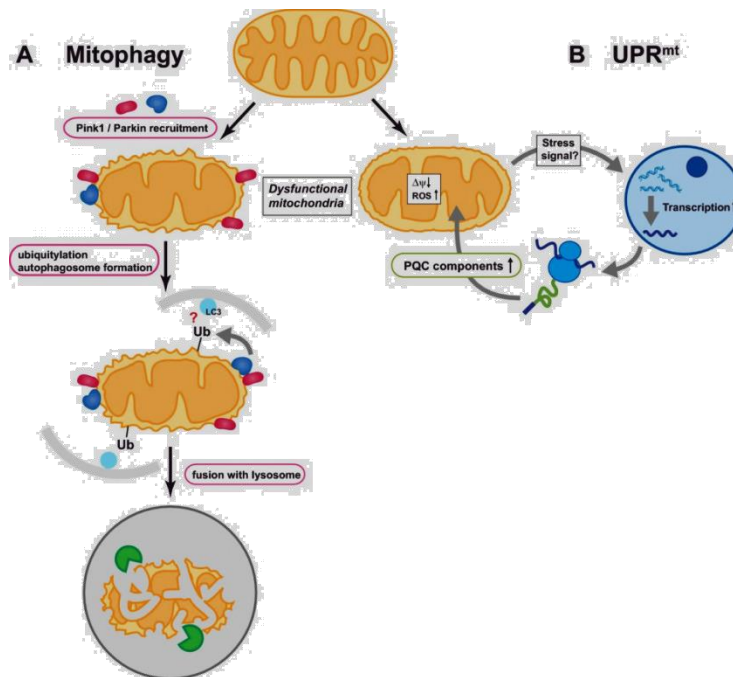 A Mitophagy
B UPRmt
Pink1 / Parkin recruitment
Stress
signal?
Δψ↓
ROS ↑
Dysfunctional
mitochondria
Transcription ↑
ubiquitylation
autophagosome formation
PQC components ↑
?
LC3
Ub
Ub
fusion with lysosome